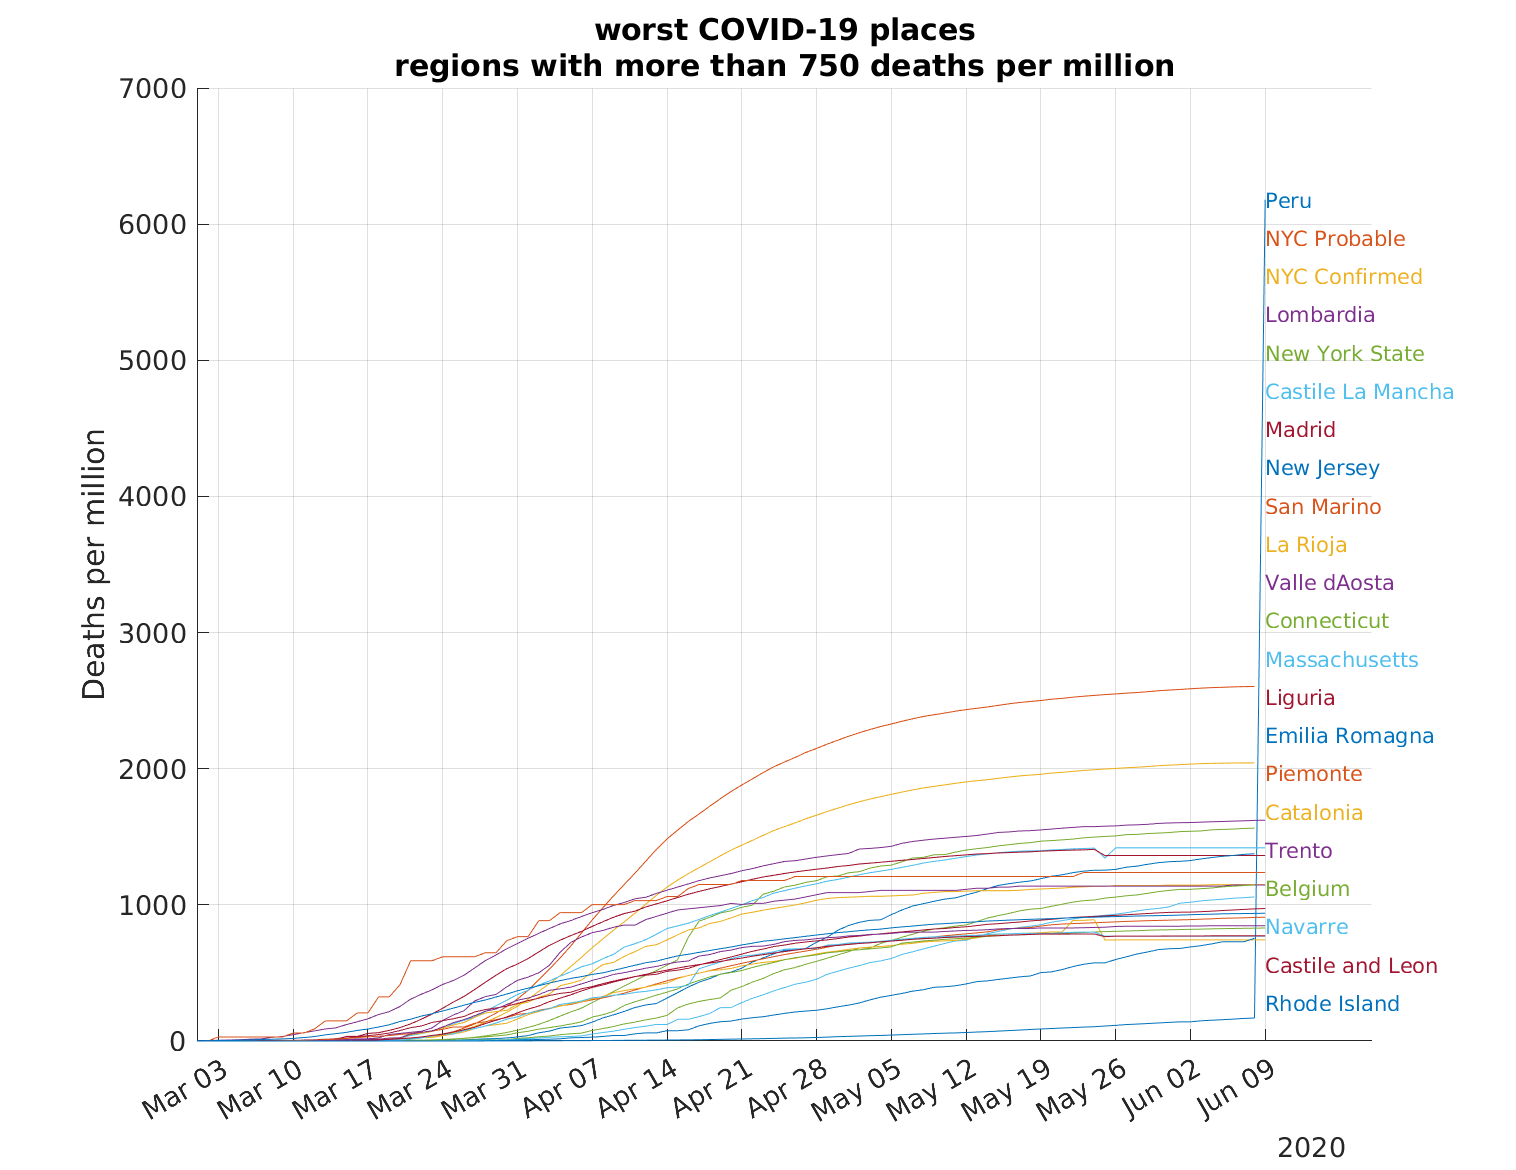 worst COVID-19 places
regions with more than 750 deaths per million
Deaths per million
7000
6000
5000
4000
3000
2000
1000
0
Mar 03
Mar 10
Mar 17
Mar 24
Mar 31
Apr 07
Apr 14
Apr 21
Apr 28
May 05
May 12
May 19
May 26
Jun 02
Jun 09
2020
Peru
NYC Probable
NYC Confirmed
Lombardia
New York State
Castile La Mancha
Madrid
New Jersey
San Marino
La Rioja
Valle dAosta
Connecticut
Massachusetts
Liguria
Emilia Romagna
Piemonte
Catalonia
Trento
Belgium
Navarre
Castile and Leon
Rhode Island